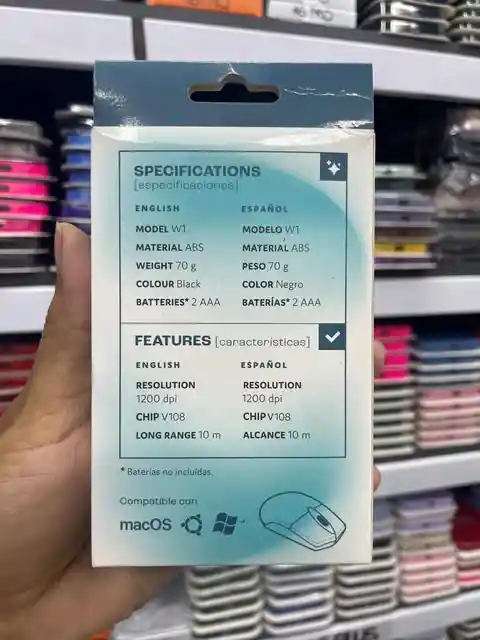 SPECIFICATIONS
[especificaciones]
ENGLISH ESPAÑOL
MODEL W1 MODELO W1
MATERIAL ABS MATERIAL ABS
WEIGHT 70 g PESO 70 g
COLOUR Black COLOR Negro
BATTERIES* 2 AAA BATERÍAS* 2 AAA
FEATURES [características]
ENGLISH ESPAÑOL
RESOLUTION RESOLUTION
1200 dpi 1200 dpi
CHIP V108 CHIP V108
LONG RANGE 10 m ALCANCE 10 m
* Baterías no incluídas.
Compatible con
macOS